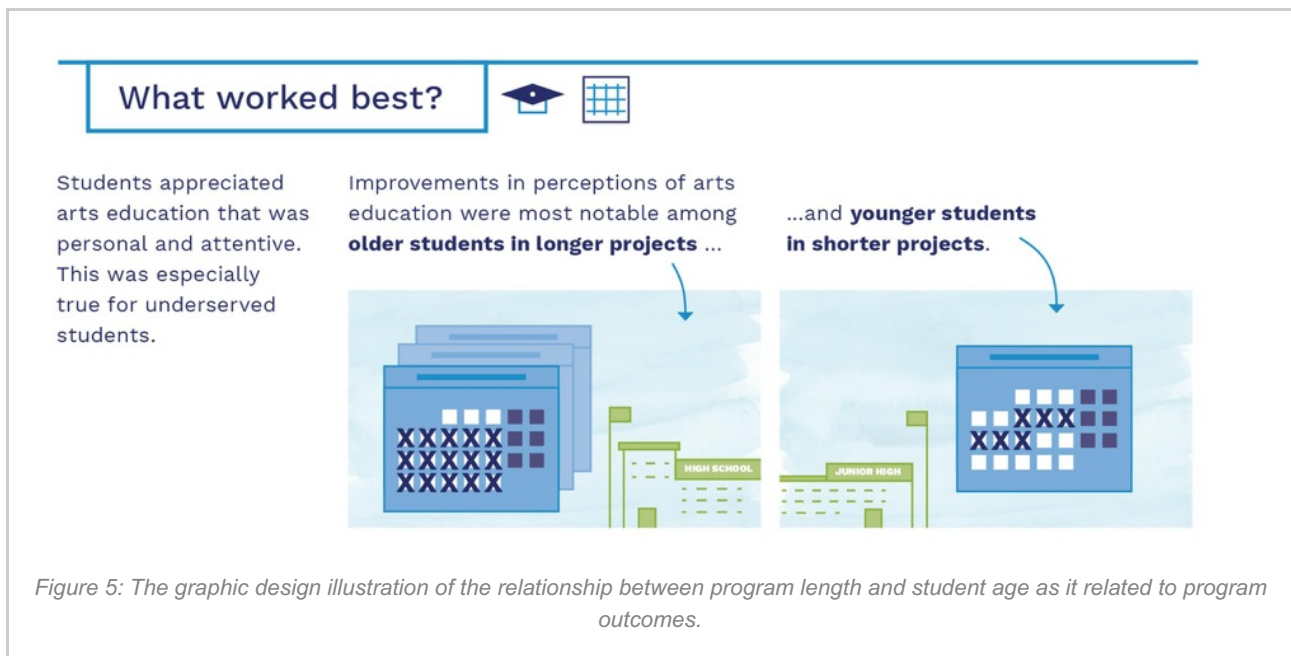 What worked best?
Students appreciated
arts education that was
personal and attentive.
This was especially
true for underserved
students.
Improvements in perceptions of arts
education were most notable among
older students in longer projects ...
...and younger students
in shorter projects.
X X X X X
X X X X X
X X X X X
HIGH SCHOOL
X X X
X X X
JUNIOR HIGH
Figure 5: The graphic design illustration of the relationship between program length and student age as it related to program
outcomes.